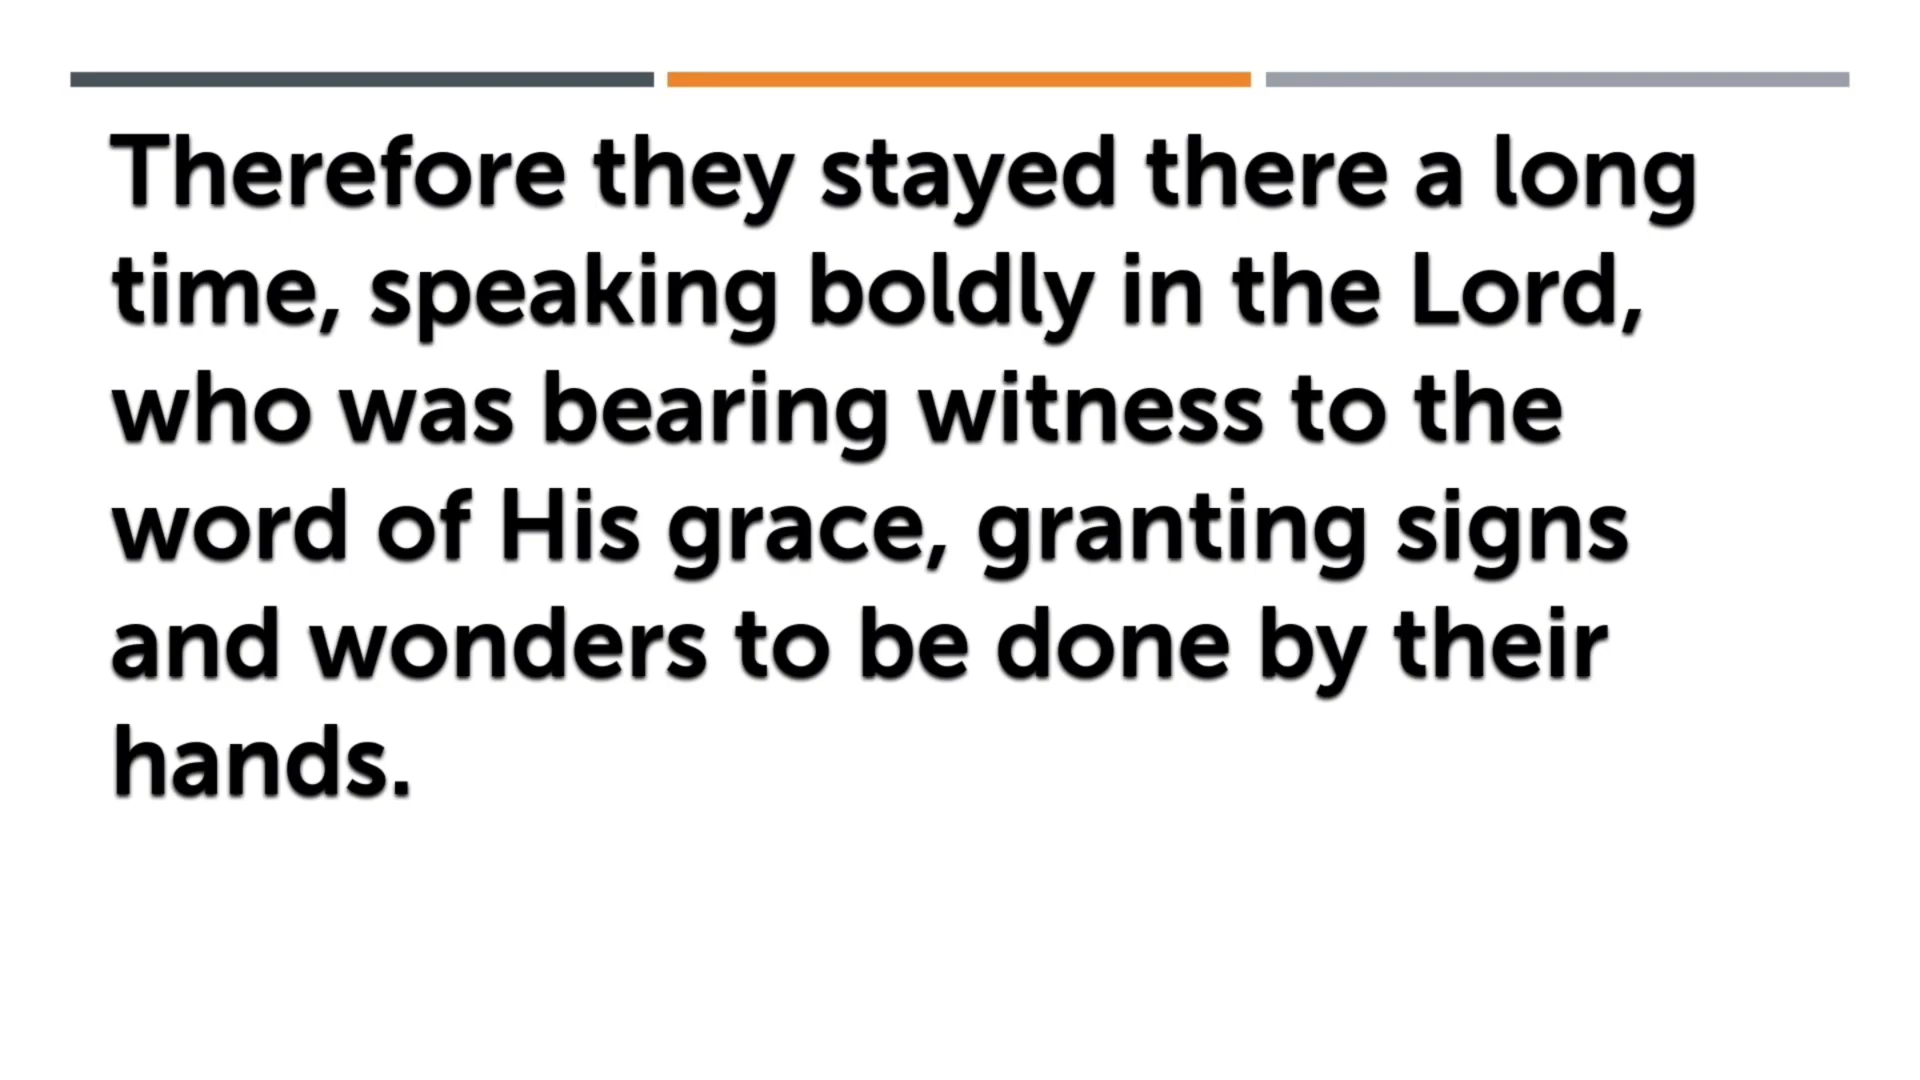 Therefore they stayed there a long
time, speaking boldly in the Lord,
who was bearing witness to the
word of His grace, granting signs
and wonders to be done by their
hands.